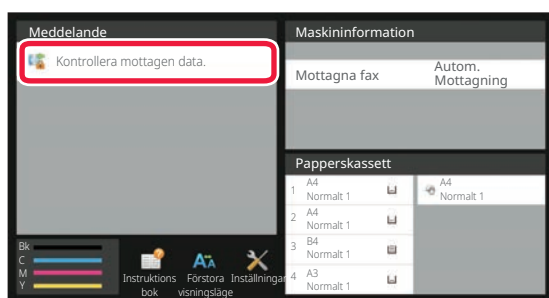 Meddelande
Kontrollera mottagen data.
Maskininformation
Mottagna fax
Autom.
Mottagning
Papperskassett
1 A4
Normalt 1
2 A4
Normalt 1
3 B4
Normalt 1
4 A3
Normalt 1
A4
Normalt 1
Bk
C
M
Y
Instruktions
bok
Förstora
visningsläge
Inställningar